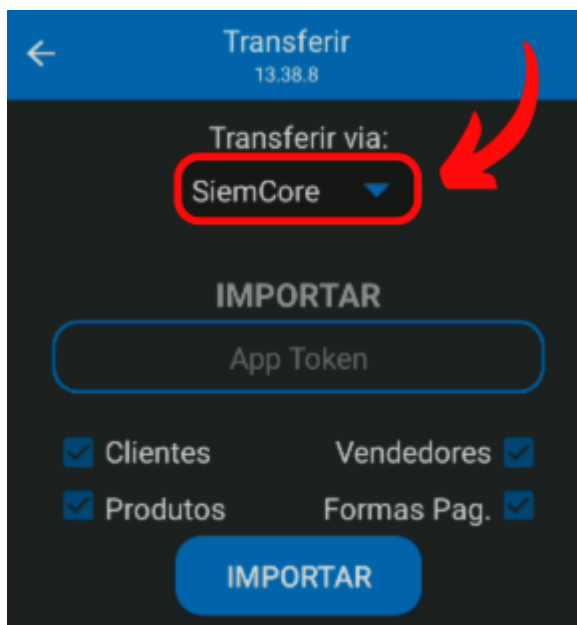 Transferir
13.38.8
Transferir via:
SiemCore
IMPORTAR
App Token
Clientes
Vendedores
Produtos
Formas Pag.
IMPORTAR